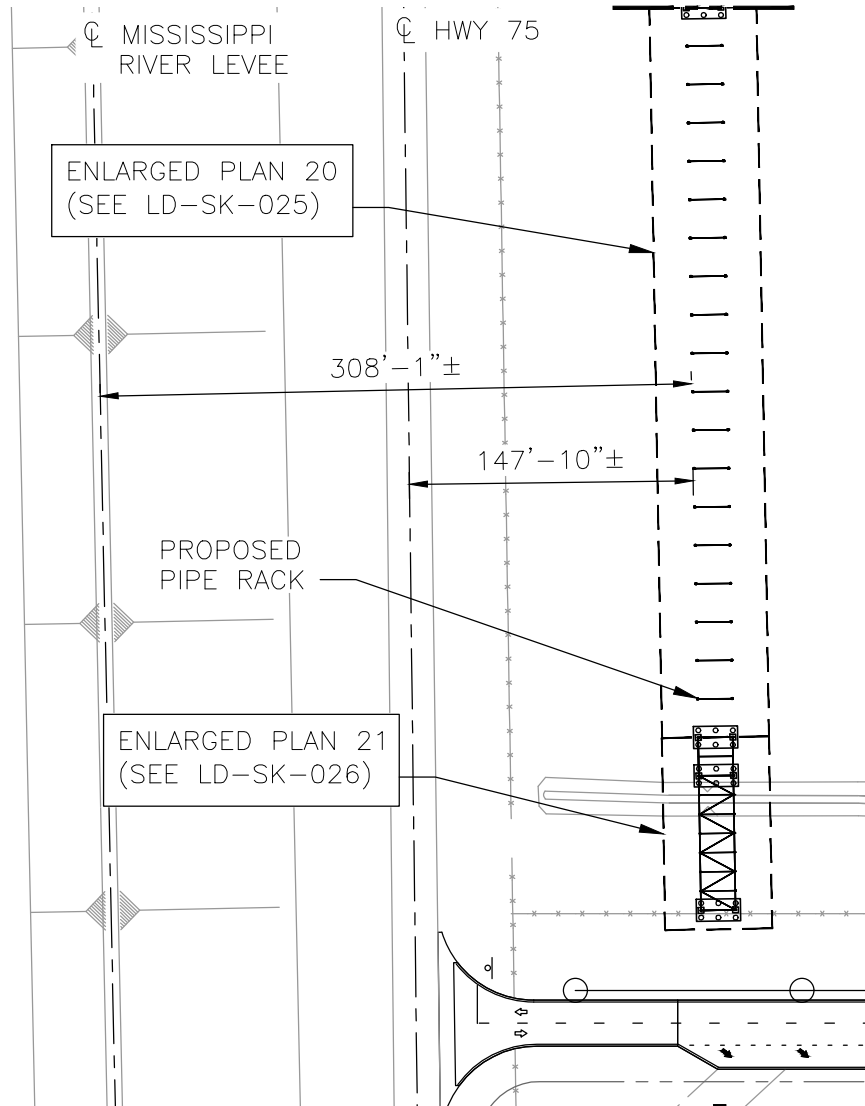 ℄ MISSISSIPPI
RIVER LEVEE
℄ HWY 75
ENLARGED PLAN 20
(SEE LD-SK-025)
308'-1"±
147'-10"±
PROPOSED
PIPE RACK
ENLARGED PLAN 21
(SEE LD-SK-026)